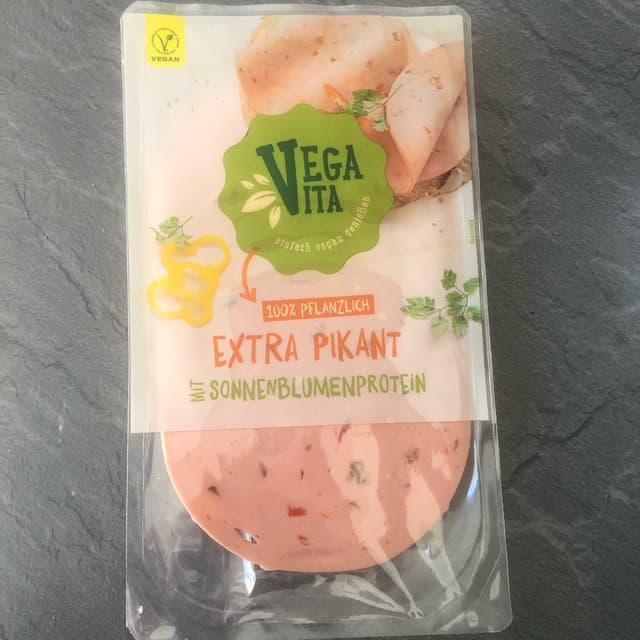 VEGAN
VEGA
VITA
einfach vegan genießen
100% PFLANZLICH
EXTRA PIKANT
MIT SONNENBLUMENPROTEIN